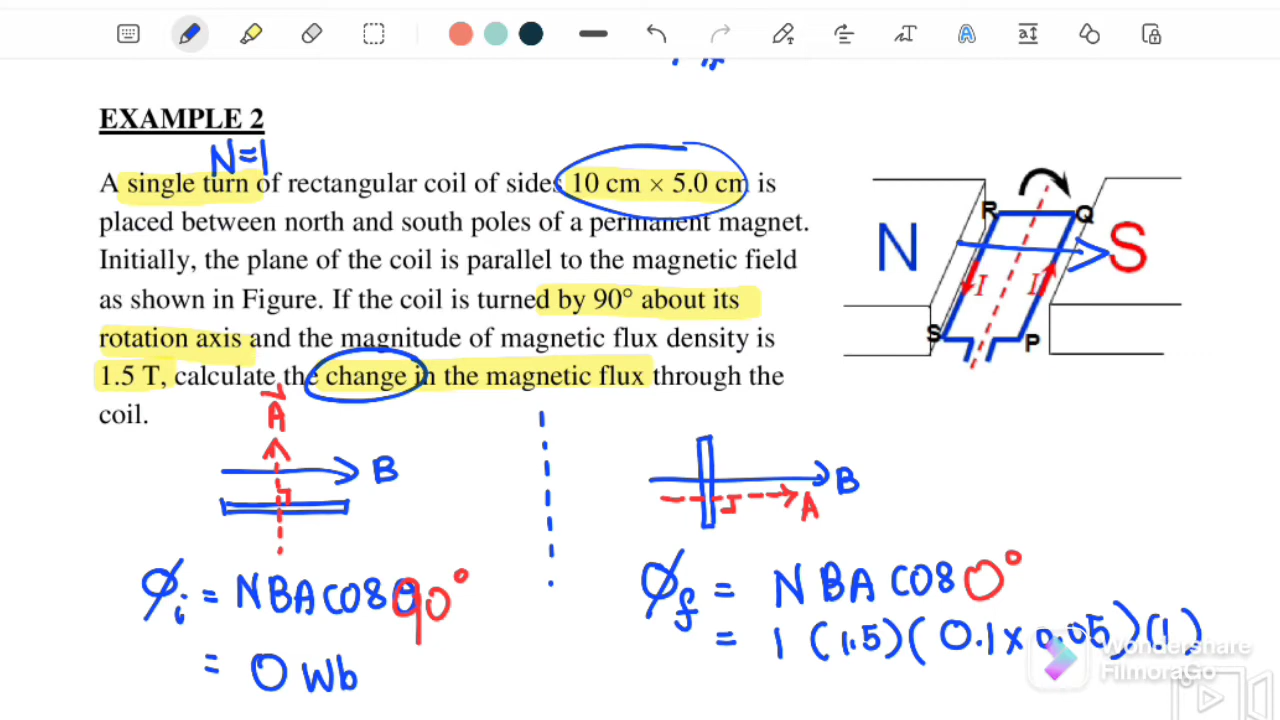 EXAMPLE 2
N=1
A single turn of rectangular coil of sides 10 cm × 5.0 cm is
placed between north and south poles of a permanent magnet.
Initially, the plane of the coil is parallel to the magnetic field
as shown in Figure. If the coil is turned by 90° about its
rotation axis and the magnitude of magnetic flux density is
1.5 T, calculate the change in the magnetic flux through the
coil.
R Q
N S
I I
S P
A
B
B
A
ϕi = NBA cos 90°
= 0 Wb
ϕf = NBA cos 0°
= 1 (1.5)(0.1 × 0.05)(1)
Wondershare
FilmoraGo